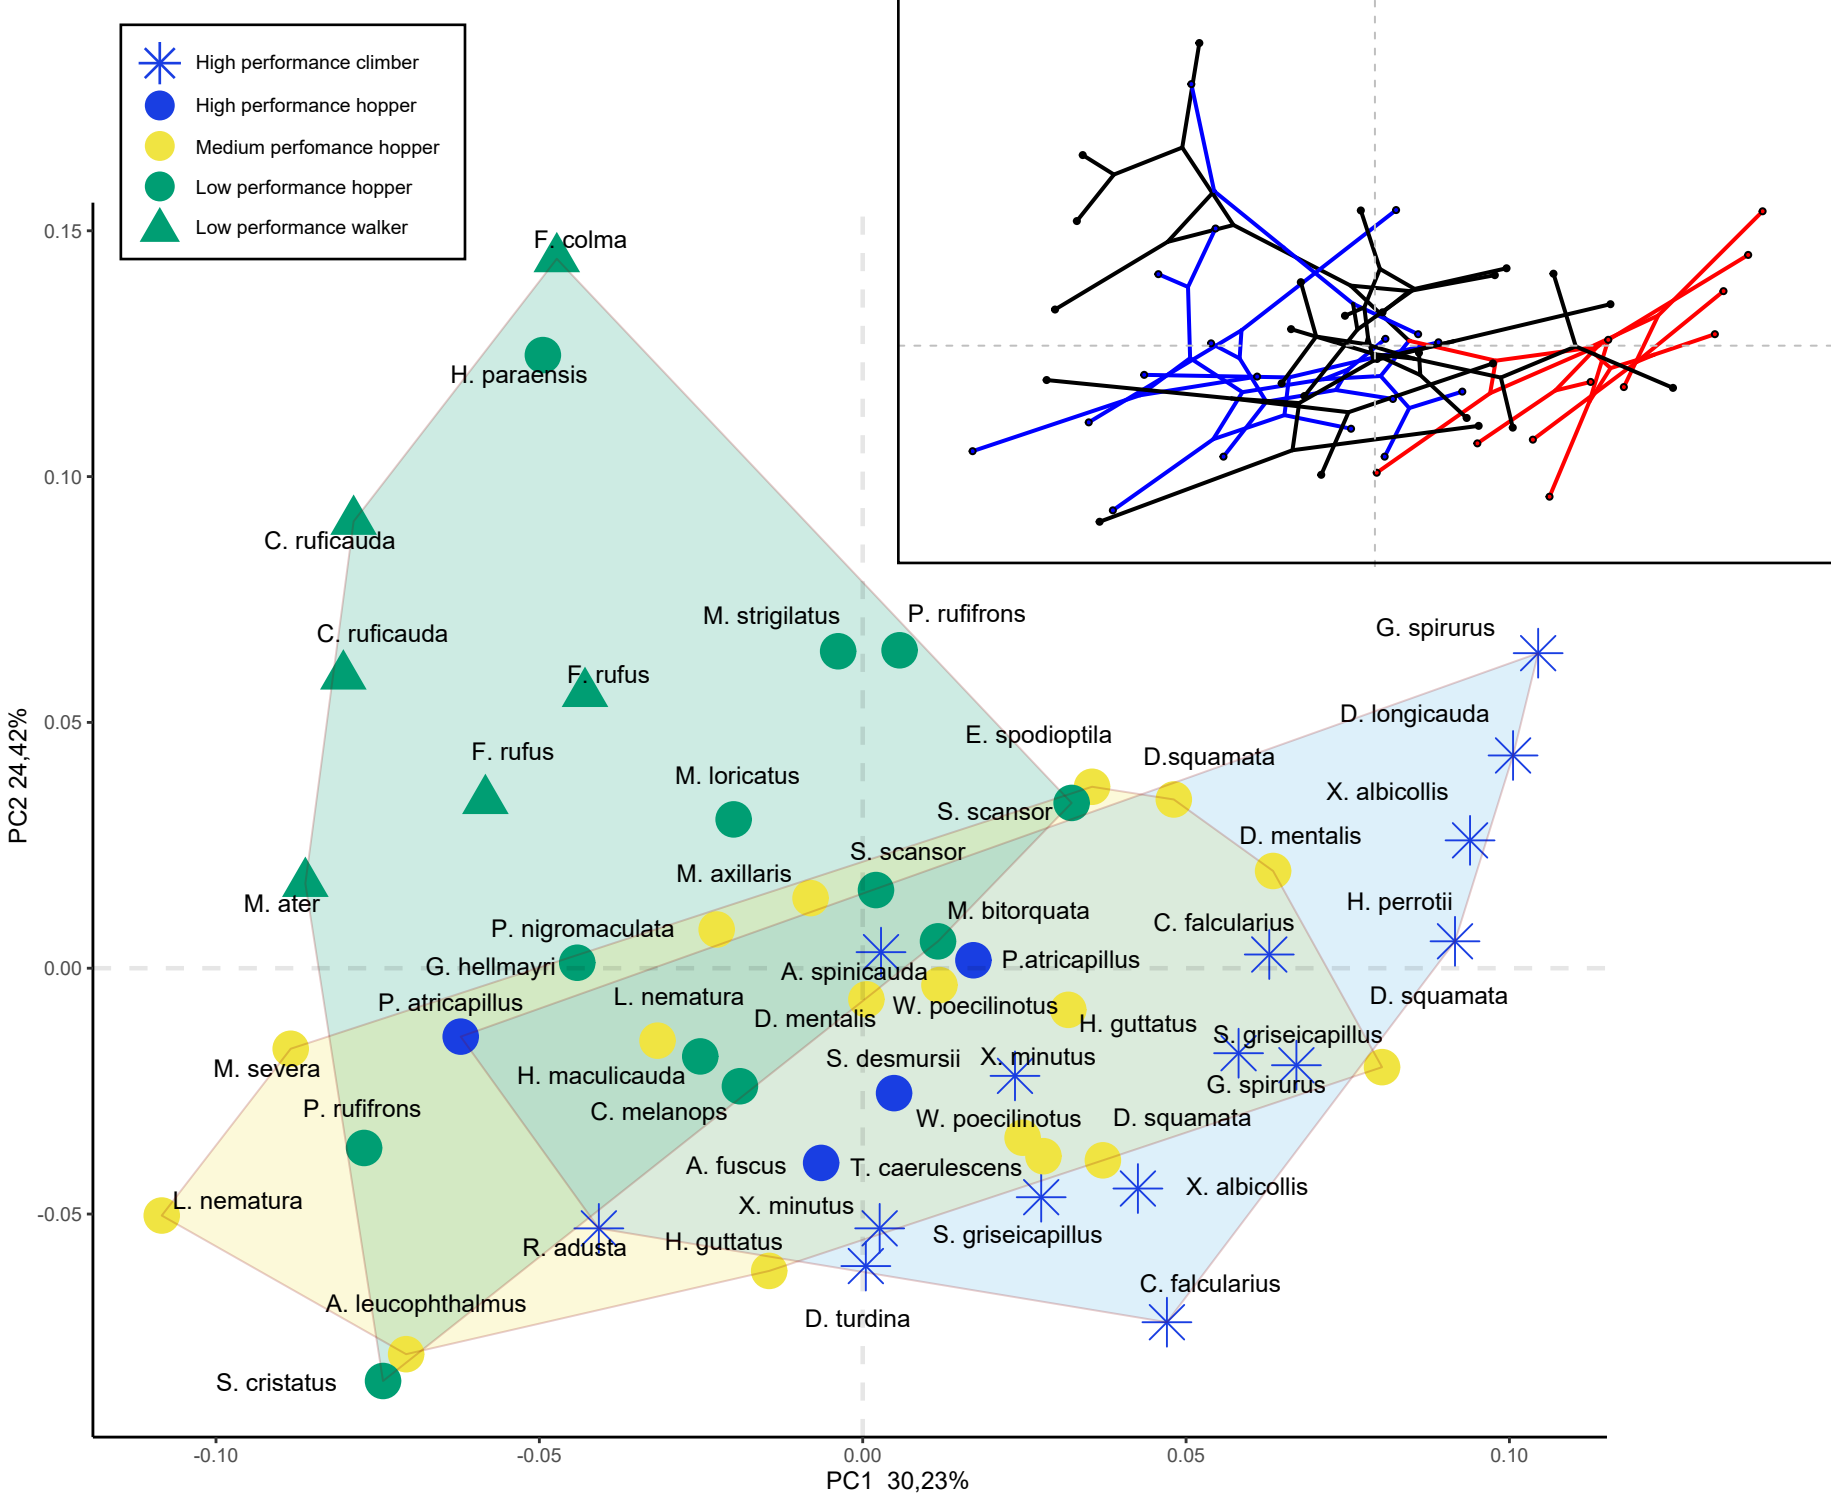 High performance climber
High performance hopper
Medium perfomance hopper
Low performance hopper
Low performance walker
0.15
F. colma
H. paraensis
0.10
C. ruficauda
M. strigilatus
P. rufifrons
G. spirurus
C. ruficauda
F. rufus
D. longicauda
0.05
E. spodioptila
F. rufus
D.squamata
M. loricatus
X. albicollis
S. scansor
D. mentalis
S. scansor
M. axillaris
M. ater
H. perrotii
M. bitorquata
C. falcularius
P. nigromaculata
P.atricapillus
0.00
G. hellmayri
A. spinicauda
L. nematura
D. squamata
P. atricapillus
W. poecilinotus
D. mentalis
H. guttatus
S. griseicapillus
S. desmursii
X. minutus
M. severa
H. maculicauda
G. spirurus
P. rufifrons
C. melanops
W. poecilinotus
D. squamata
A. fuscus
T. caerulescens
X. albicollis
L. nematura
X. minutus
-0.05
S. griseicapillus
R. adusta
H. guttatus
C. falcularius
A. leucophthalmus
D. turdina
S. cristatus
-0.10
-0.05
0.00
0.05
0.10
PC1 30,23%
PC2 24,42%